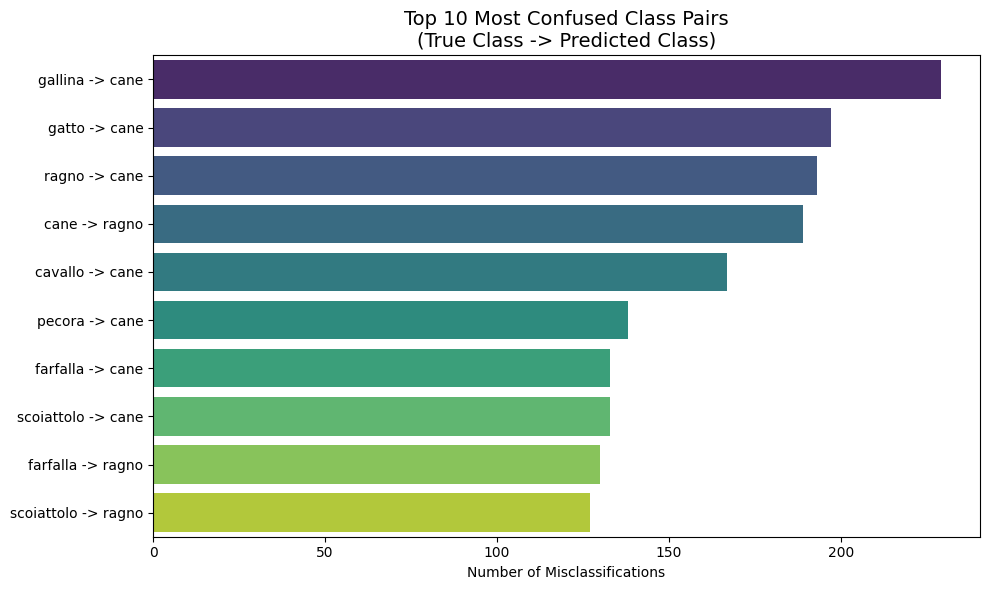 Top 10 Most Confused Class Pairs
(True Class -> Predicted Class)
gallina -> cane
gatto -> cane
ragno -> cane
cane -> ragno
cavallo -> cane
pecora -> cane
farfalla -> cane
scoiattolo -> cane
farfalla -> ragno
scoiattolo -> ragno
0 50 100 150 200
Number of Misclassifications